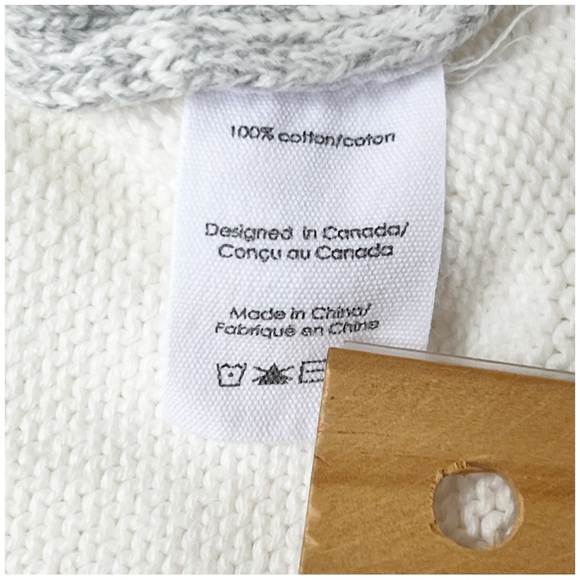 100% cotton/coton
Designed in Canada/
Conçu au Canada
Made in China/
Fabriqué en Chine